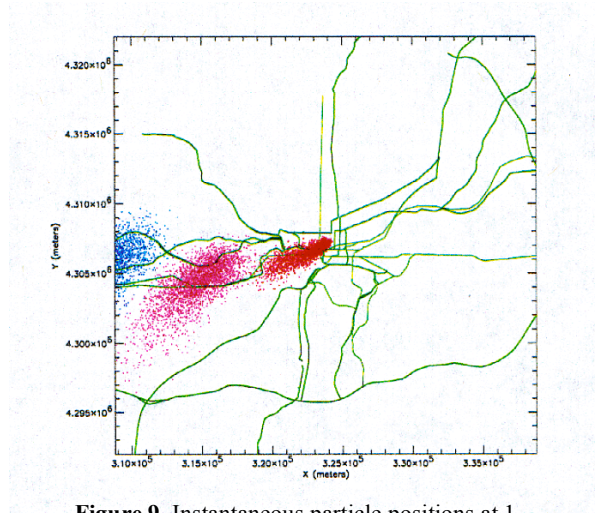 4.320×10⁶
4.315×10⁶
4.310×10⁶
4.305×10⁶
4.300×10⁶
4.295×10⁶
Y (meters)
3.10×10⁵ 3.15×10⁵ 3.20×10⁵ 3.25×10⁵ 3.30×10⁵ 3.35×10⁵
X (meters)
Figure 9. Instantaneous particle positions at 1